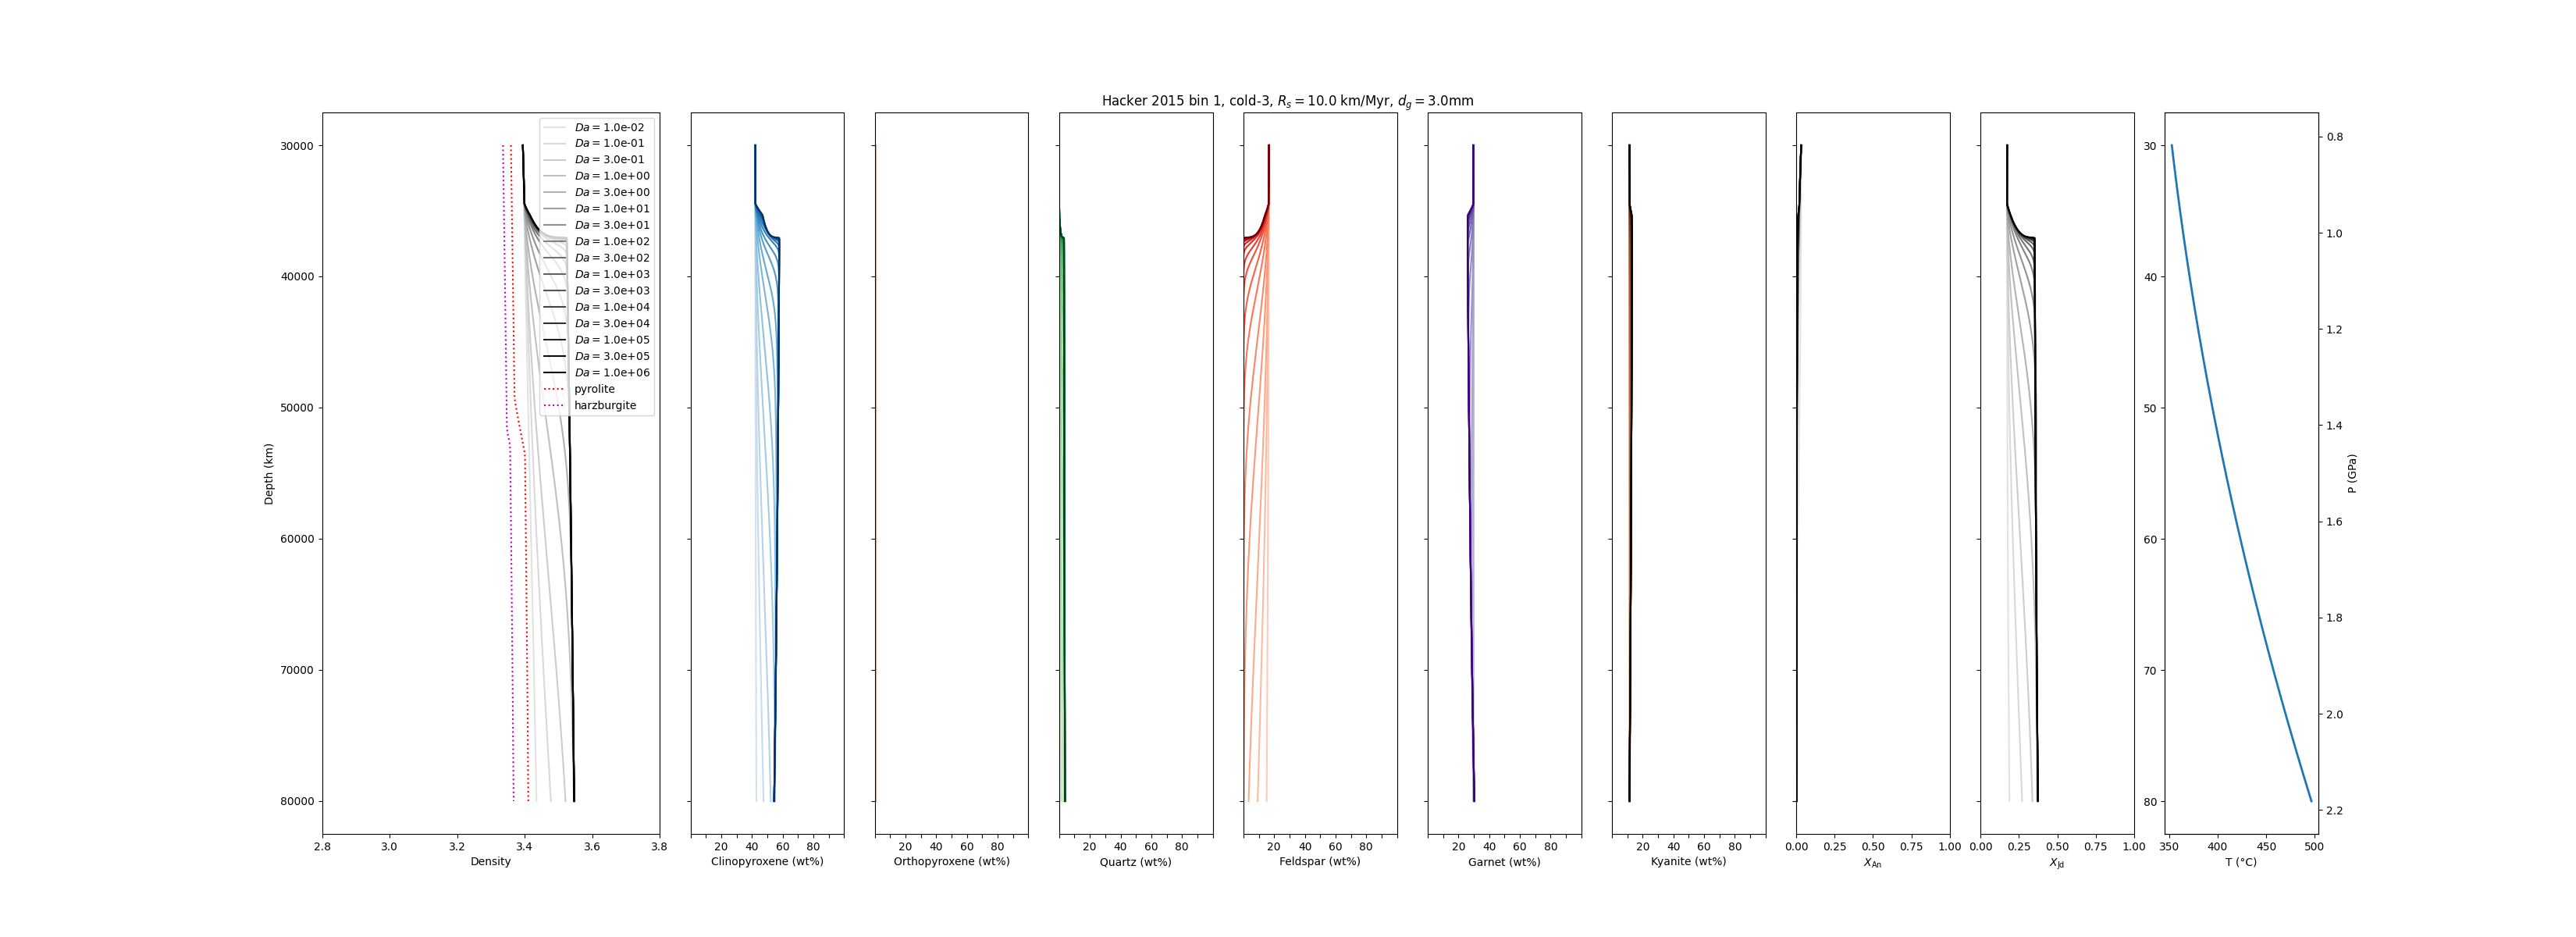 Hacker 2015 bin 1, cold-3, $R_s = 10.0$ km/Myr, $d_g = 3.0$mm
Da = 1.0e-02
Da = 1.0e-01
Da = 3.0e-01
Da = 1.0e+00
Da = 3.0e+00
Da = 1.0e+01
Da = 3.0e+01
Da = 1.0e+02
Da = 3.0e+02
Da = 1.0e+03
Da = 3.0e+03
Da = 1.0e+04
Da = 3.0e+04
Da = 1.0e+05
Da = 3.0e+05
Da = 1.0e+06
pyrolite
harzburgite
Depth (km)
30000
40000
50000
60000
70000
80000
2.8 3.0 3.2 3.4 3.6 3.8
Density
20 40 60 80
Clinopyroxene (wt%)
20 40 60 80
Orthopyroxene (wt%)
20 40 60 80
Quartz (wt%)
20 40 60 80
Feldspar (wt%)
20 40 60 80
Garnet (wt%)
20 40 60 80
Kyanite (wt%)
0.00 0.25 0.50 0.75 1.00
$X_{An}$
0.00 0.25 0.50 0.75 1.00
$X_{Jd}$
30
40
50
60
70
80
350 400 450 500
T (°C)
0.8
1.0
1.2
1.4
1.6
1.8
2.0
2.2
P (GPa)